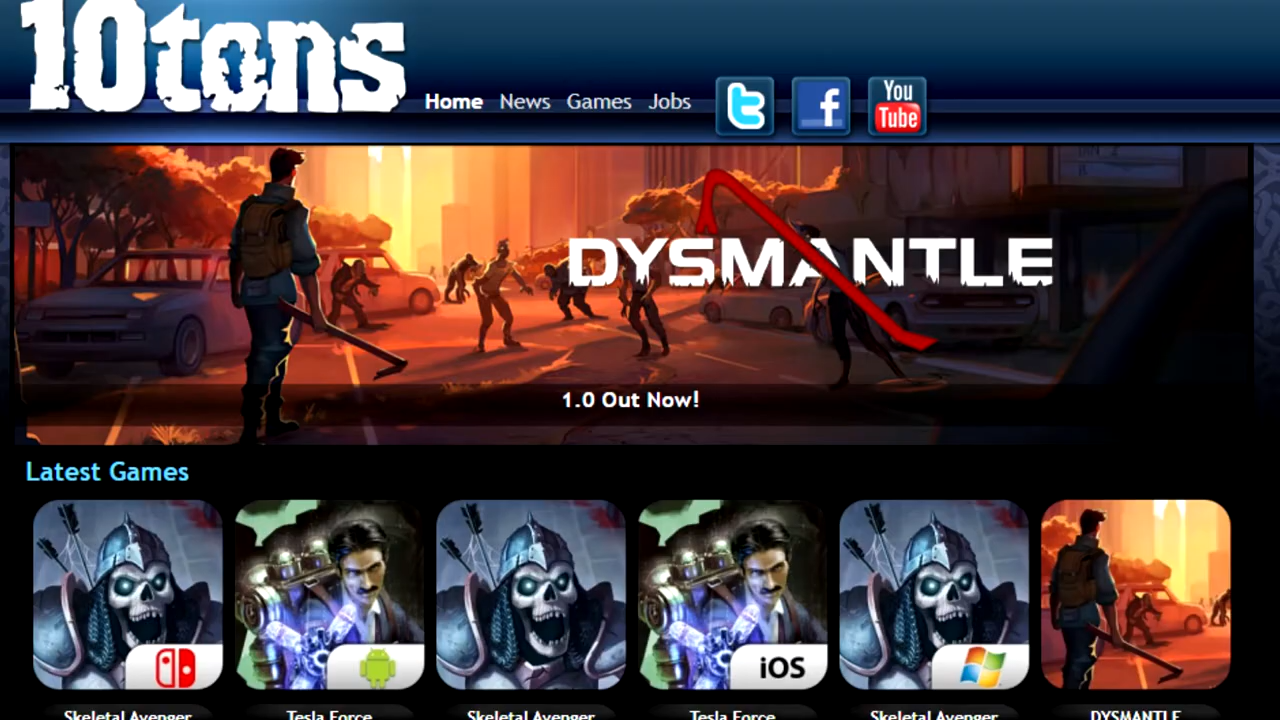 10tons
Home News Games Jobs
You
Tube
DYSMANTLE
1.0 Out Now!
Latest Games
iOS
Skeletal Avenger Tesla Force Skeletal Avenger Tesla Force Skeletal Avenger DYSMANTLE